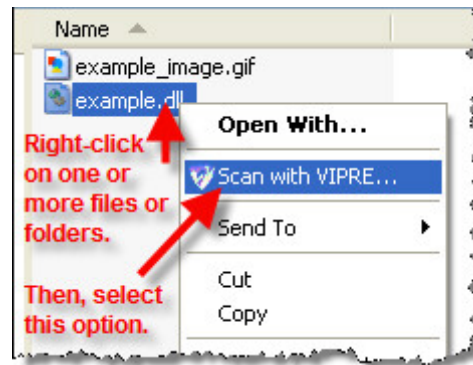 Name
example_image.gif
example.dll
Open With...
Right-click
on one or
more files or
folders.
Scan with VIPRE...
Send To
Then, select
this option.
Cut
Copy